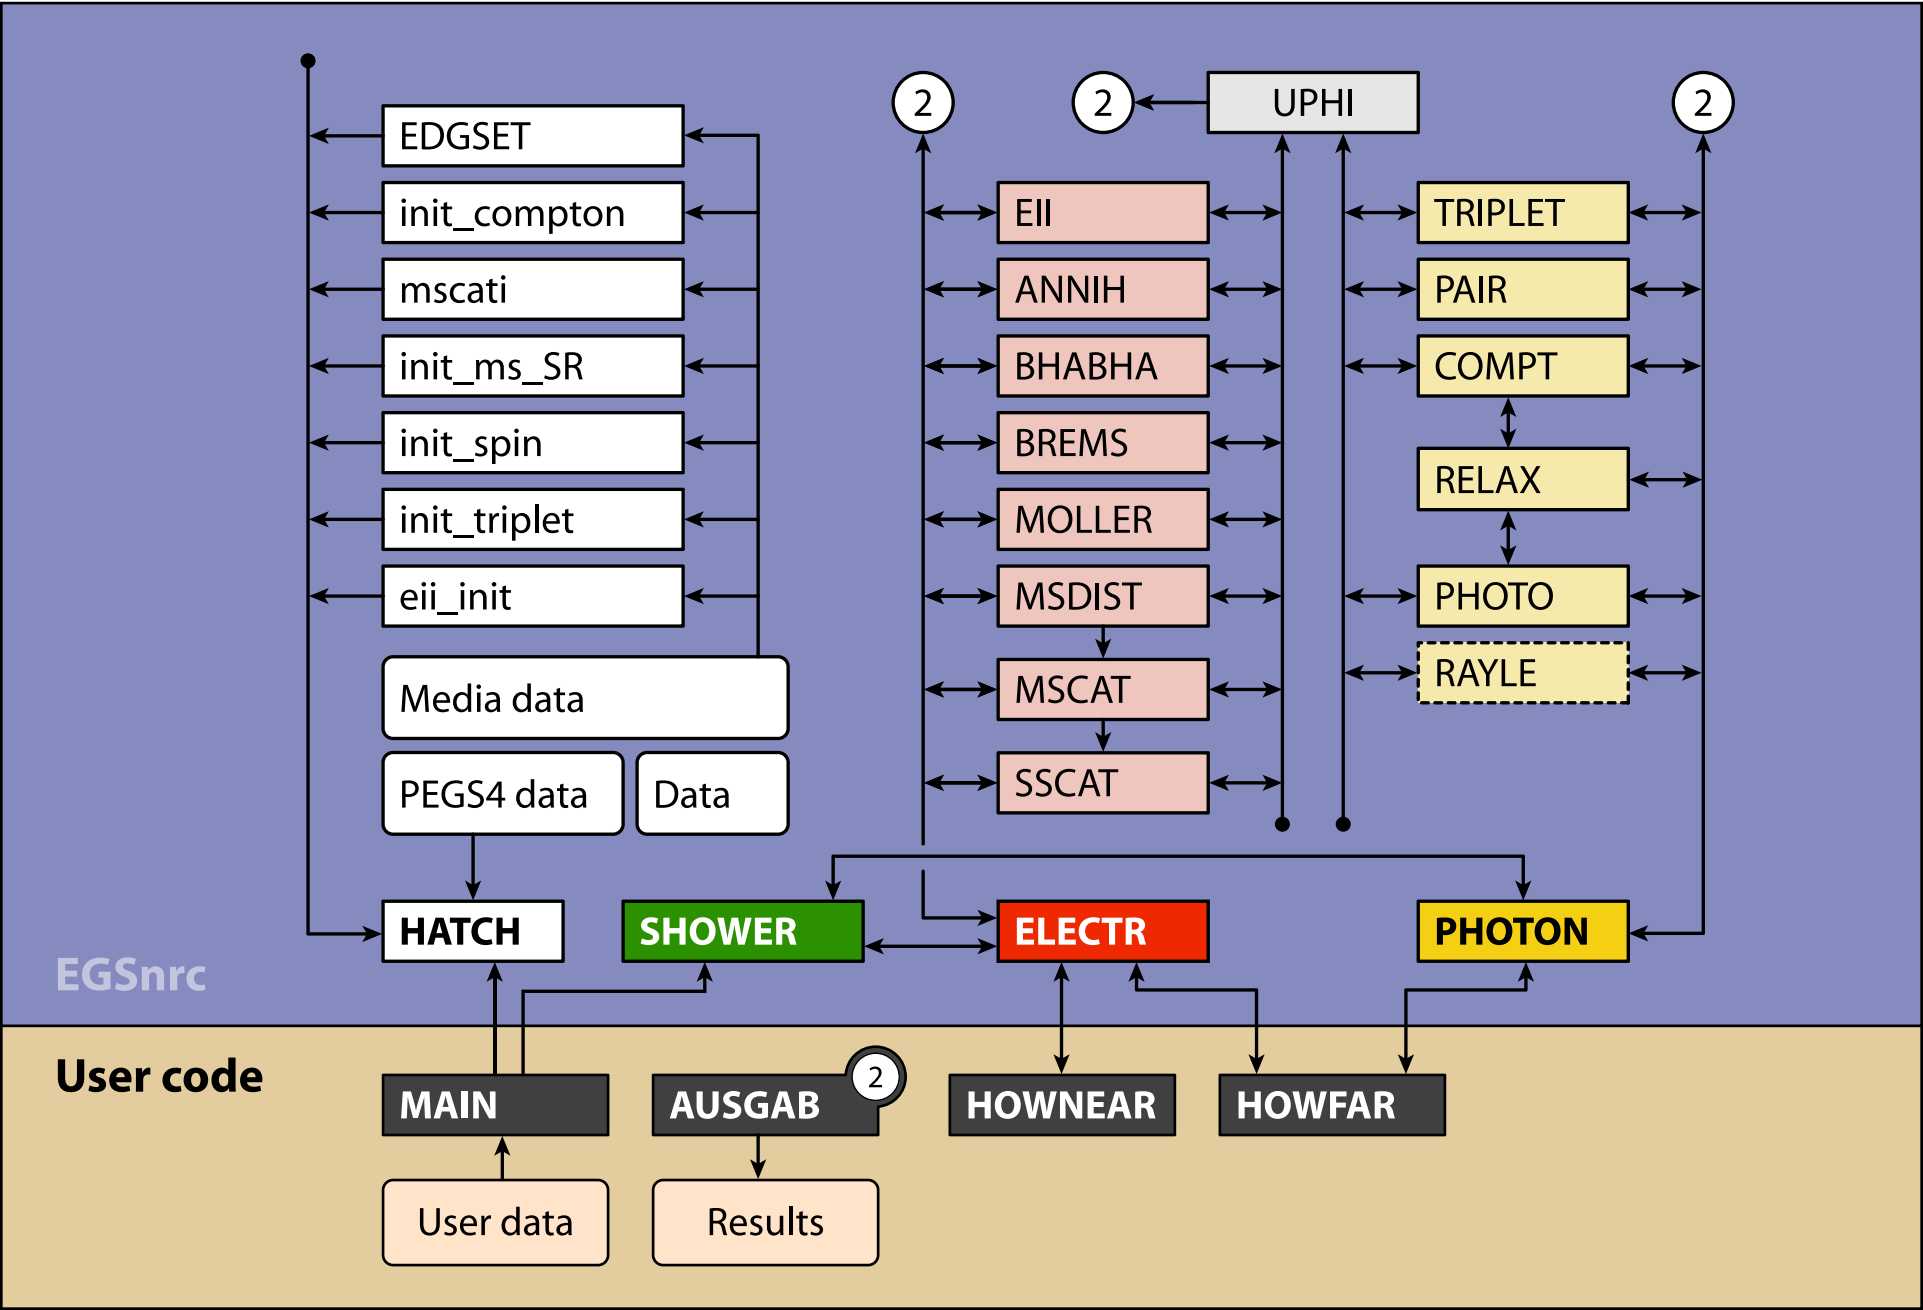 2
2
UPHI
2
EDGSET
init_compton
mscati
init_ms_SR
init_spin
init_triplet
eii_init
Media data
PEGS4 data
Data
EII
ANNIH
BHABHA
BREMS
MOLLER
MSDIST
MSCAT
SSCAT
TRIPLET
PAIR
COMPT
RELAX
PHOTO
RAYLE
HATCH
SHOWER
ELECTR
PHOTON
EGSnrc
User code
MAIN
AUSGAB
2
HOWNEAR
HOWFAR
User data
Results